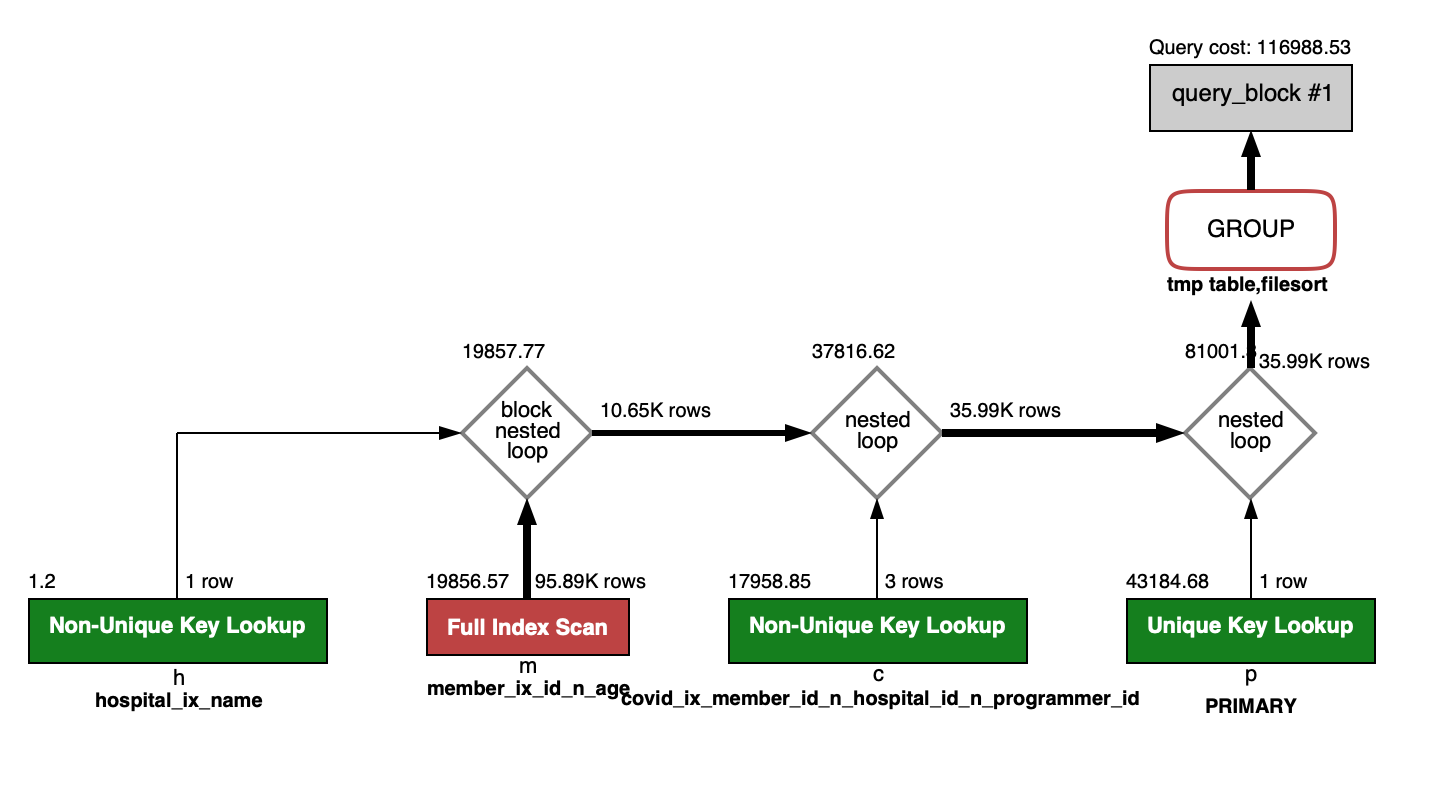 Query cost: 116988.53
query_block #1
GROUP
tmp table,filesort
19857.77
37816.62
81001.
35.99K rows
block
nested
loop
10.65K rows
nested
loop
35.99K rows
nested
loop
1.2
1 row
19856.57
95.89K rows
17958.85
3 rows
43184.68
1 row
Non-Unique Key Lookup
Full Index Scan
Non-Unique Key Lookup
Unique Key Lookup
h
hospital_ix_name
m
member_ix_id_n_age
c
covid_ix_member_id_n_hospital_id_n_programmer_id
p
PRIMARY